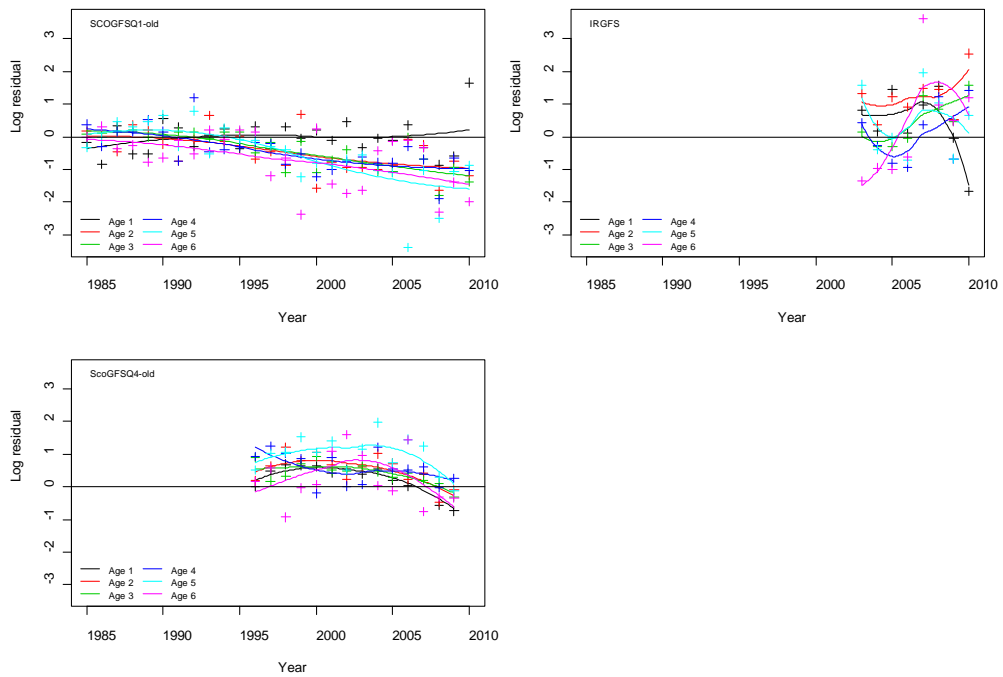 SCOGFSQ1-old
Log residual
3
2
1
0
-1
-2
-3
Age 1
Age 2
Age 3
Age 4
Age 5
Age 6
1985
1990
1995
2000
2005
2010
Year
IRGFS
Log residual
3
2
1
0
-1
-2
-3
Age 1
Age 2
Age 3
Age 4
Age 5
Age 6
1985
1990
1995
2000
2005
2010
Year
ScoGFSQ4-old
Log residual
3
2
1
0
-1
-2
-3
Age 1
Age 2
Age 3
Age 4
Age 5
Age 6
1985
1990
1995
2000
2005
2010
Year